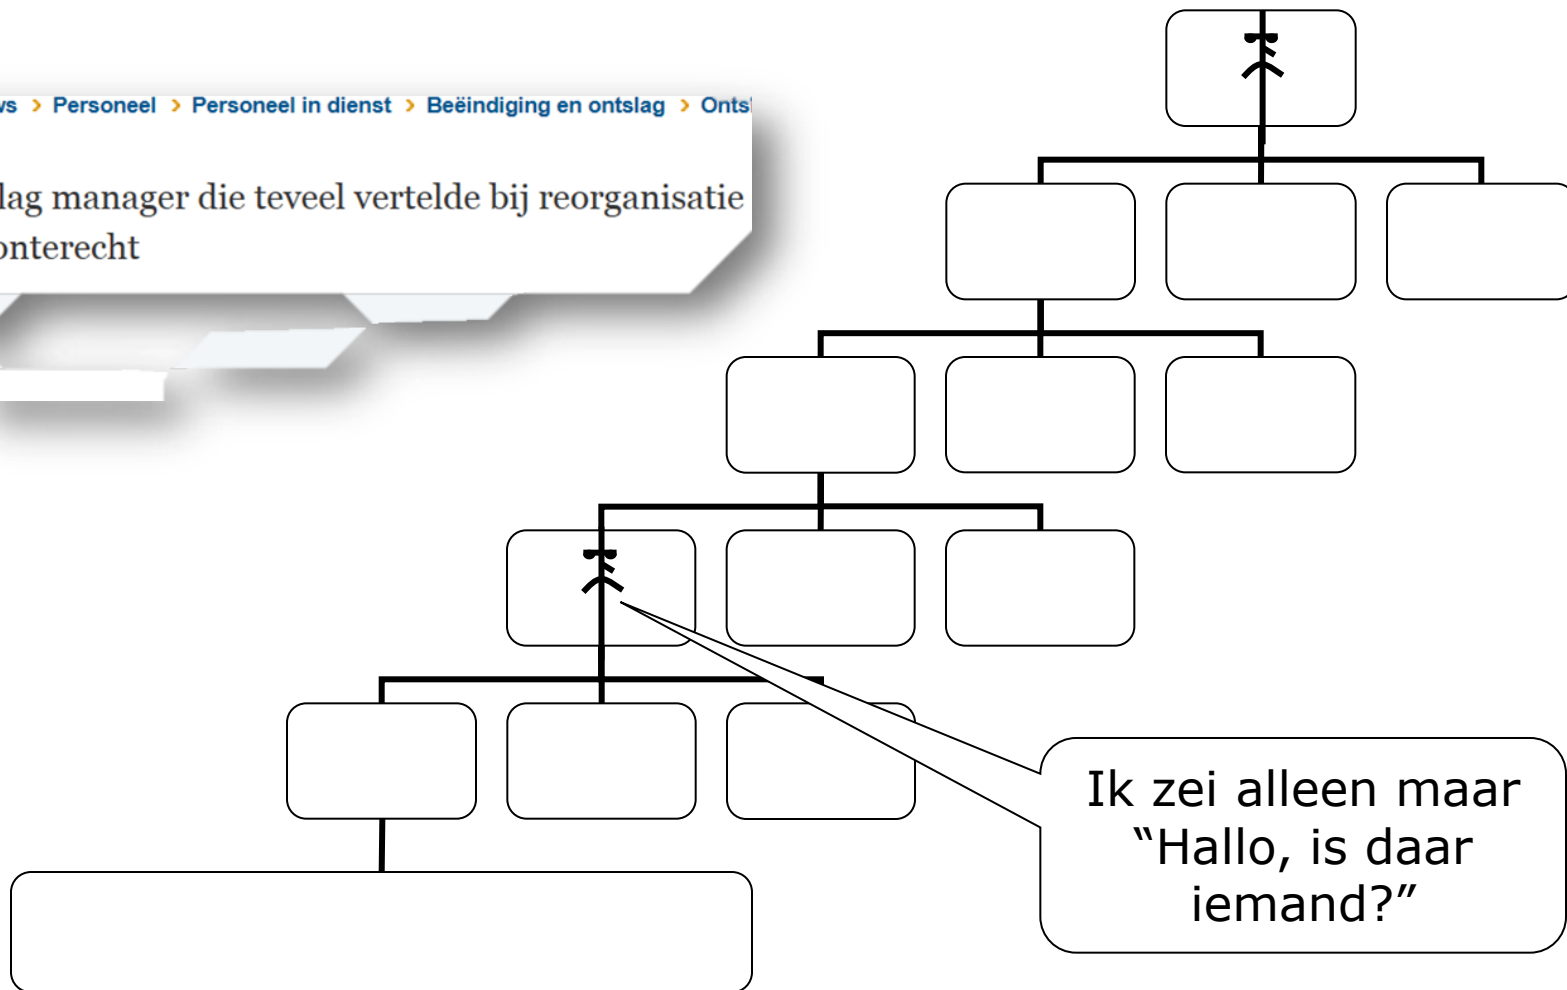 > Personeel > Personeel in dienst > Beëindiging en ontslag >
manager die teveel vertelde bij reorganisatie
onterecht
Ik zei alleen maar
“Hallo, is daar
iemand?”